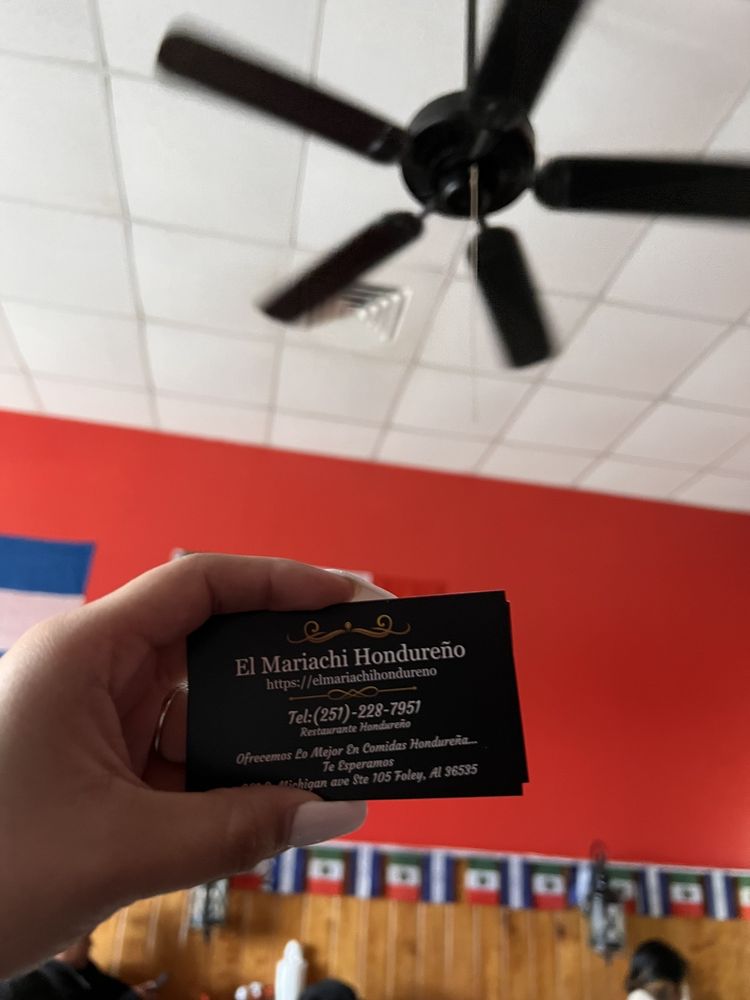 El Mariachi Hondureño
https://elmariachihondureno
Tel:(251)-228-7951
Restaurante Hondureño
Ofrecemos Lo Mejor En Comidas Hondureña...
Te Esperamos
Michigan ave Ste 105 Foley, Al 36535